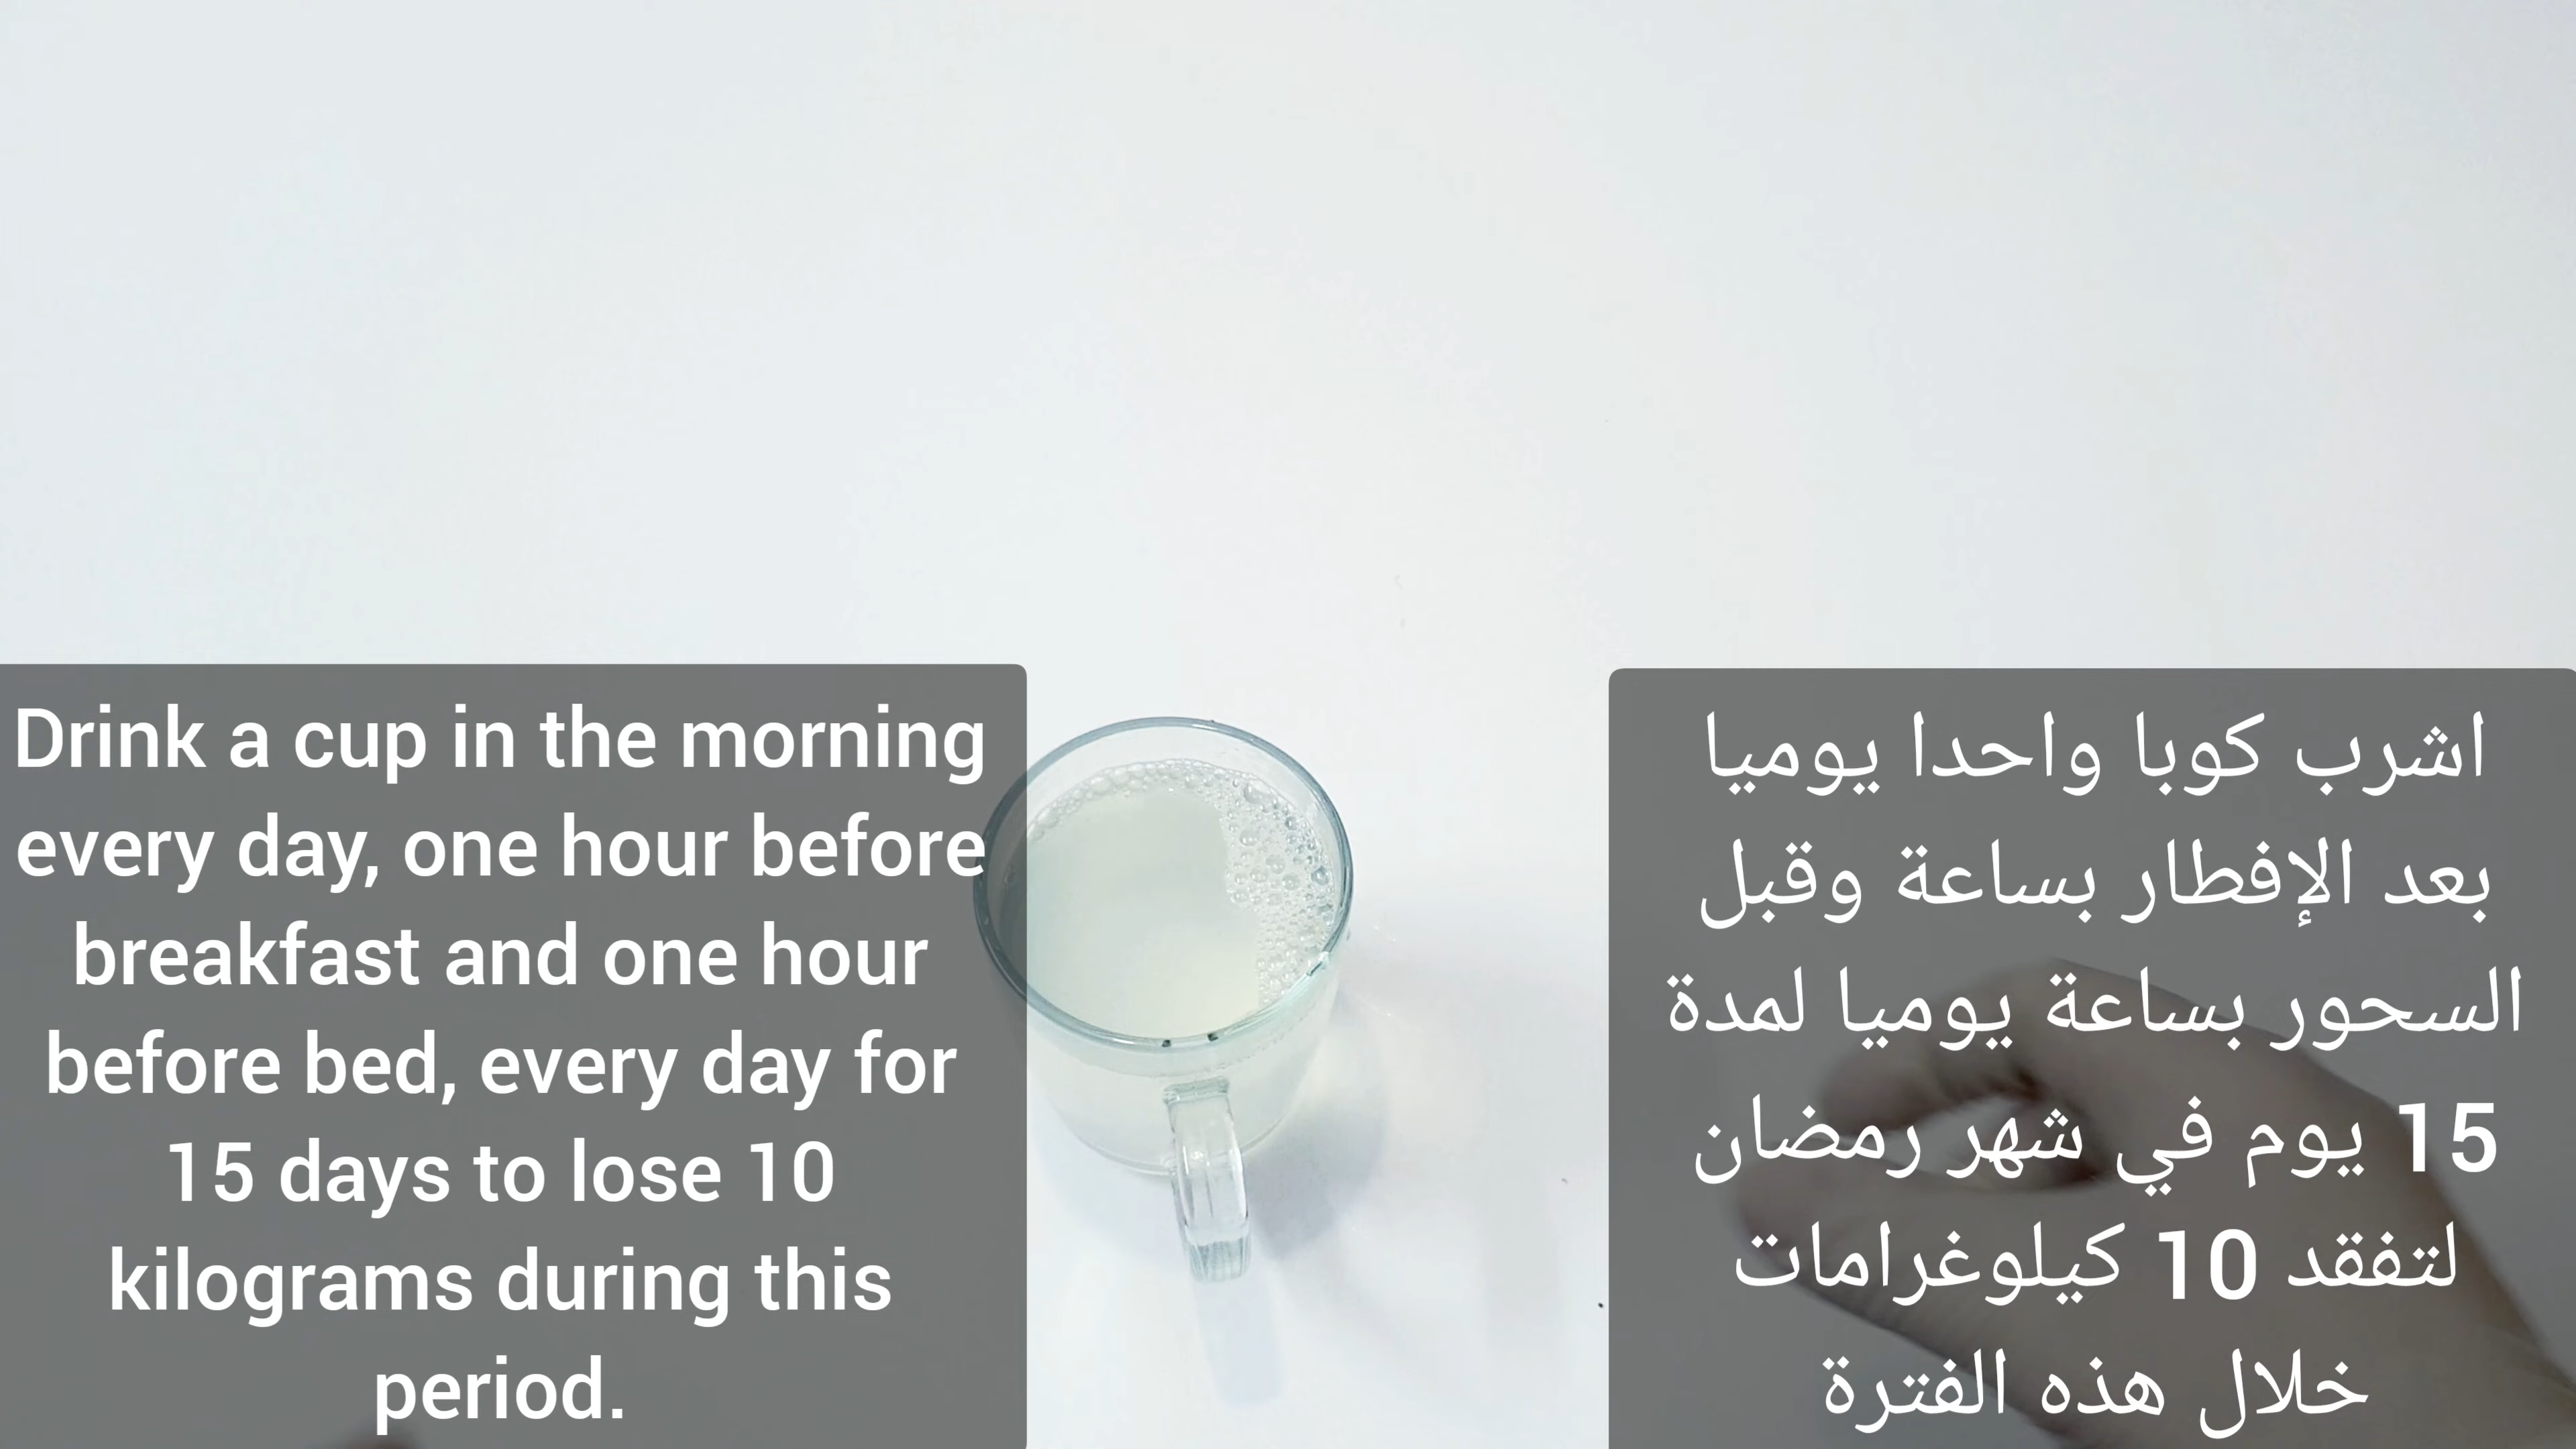 Drink a cup in the morning
every day, one hour before
breakfast and one hour
before bed, every day for
15 days to lose 10
kilograms during this
period.
اشرب كوبا واحدا يوميا
بعد الإفطار بساعة وقبل
السحور بساعة يوميا لمدة
15 يوم في شهر رمضان
لتفقد 10 كيلوغرامات
خلال هذه الفترة